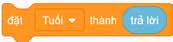 đặt Tuổi thành trả lời